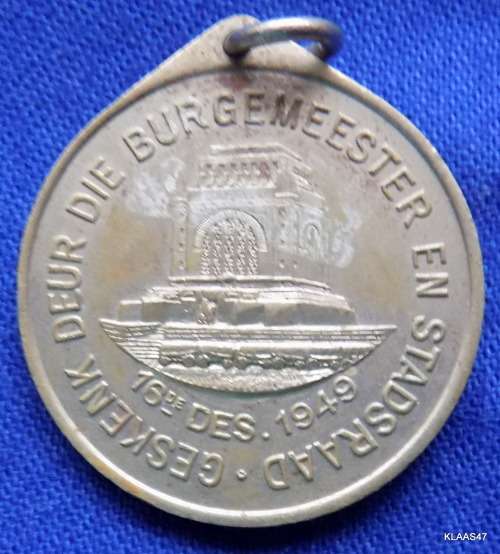 GESKENK DEUR DIE BURGEMEESTER EN STADSRAAD ·
16DE DES. 1949
KLAAS47